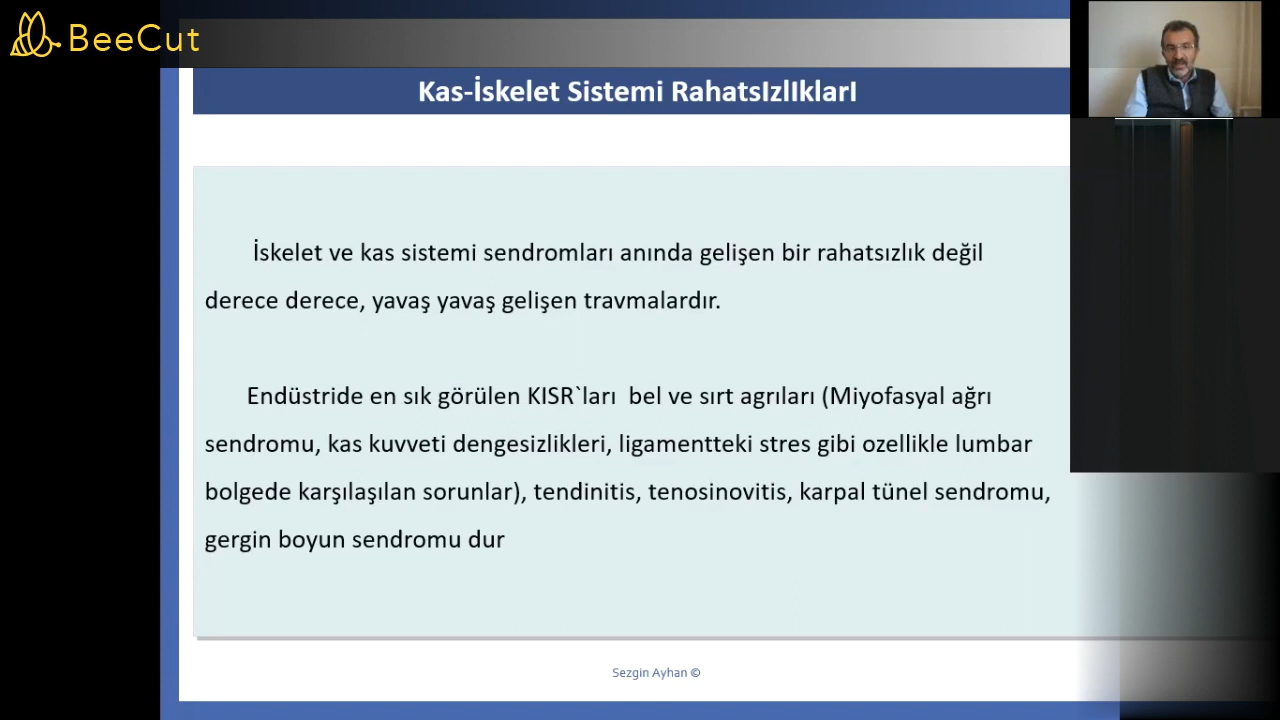 BeeCut
Kas-İskelet Sistemi RahatsIzlIklarI
İskelet ve kas sistemi sendromları anında gelişen bir rahatsızlık değil
derece derece, yavaş yavaş gelişen travmalardır.
Endüstride en sık görülen KISR`ları  bel ve sırt agrıları (Miyofasyal ağrı
sendromu, kas kuvveti dengesizlikleri, ligamentteki stres gibi ozellikle lumbar
bolgede karşılaşılan sorunlar), tendinitis, tenosinovitis, karpal tünel sendromu,
gergin boyun sendromu dur
Sezgin Ayhan ©